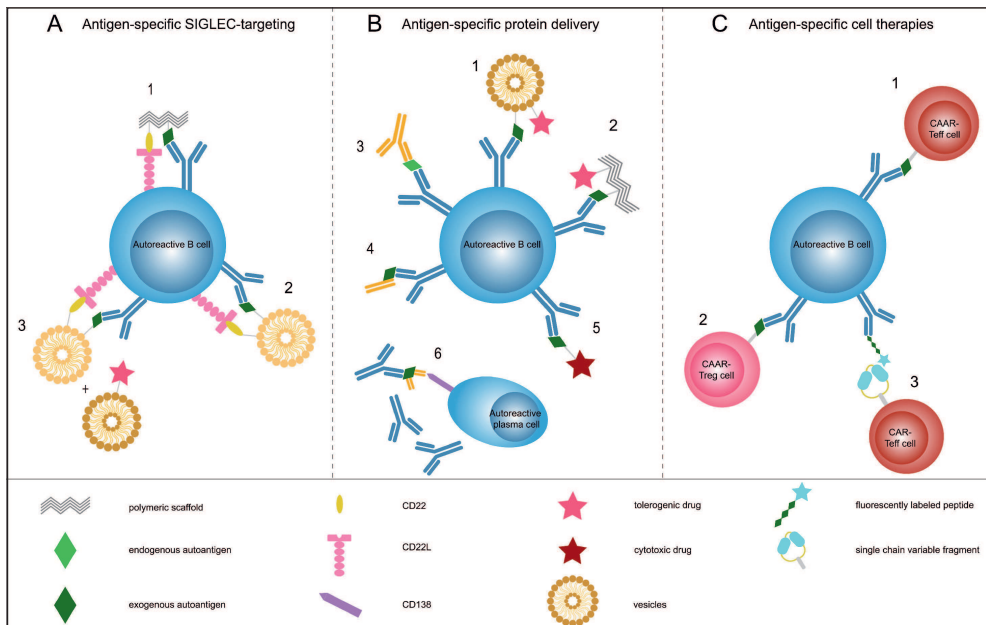 A Antigen-specific SIGLEC-targeting
1
Autoreactive B cell
2
3
+
B Antigen-specific protein delivery
1
2
3
Autoreactive B cell
4
5
6
Autoreactive
plasma cell
C Antigen-specific cell therapies
1
CAAR-
Teff cell
Autoreactive B cell
2
CAAR-
Treg cell
3
CAR-
Teff cell
polymeric scaffold
CD22
tolerogenic drug
fluorescently labeled peptide
endogenous autoantigen
CD22L
cytotoxic drug
single chain variable fragment
exogenous autoantigen
CD138
vesicles